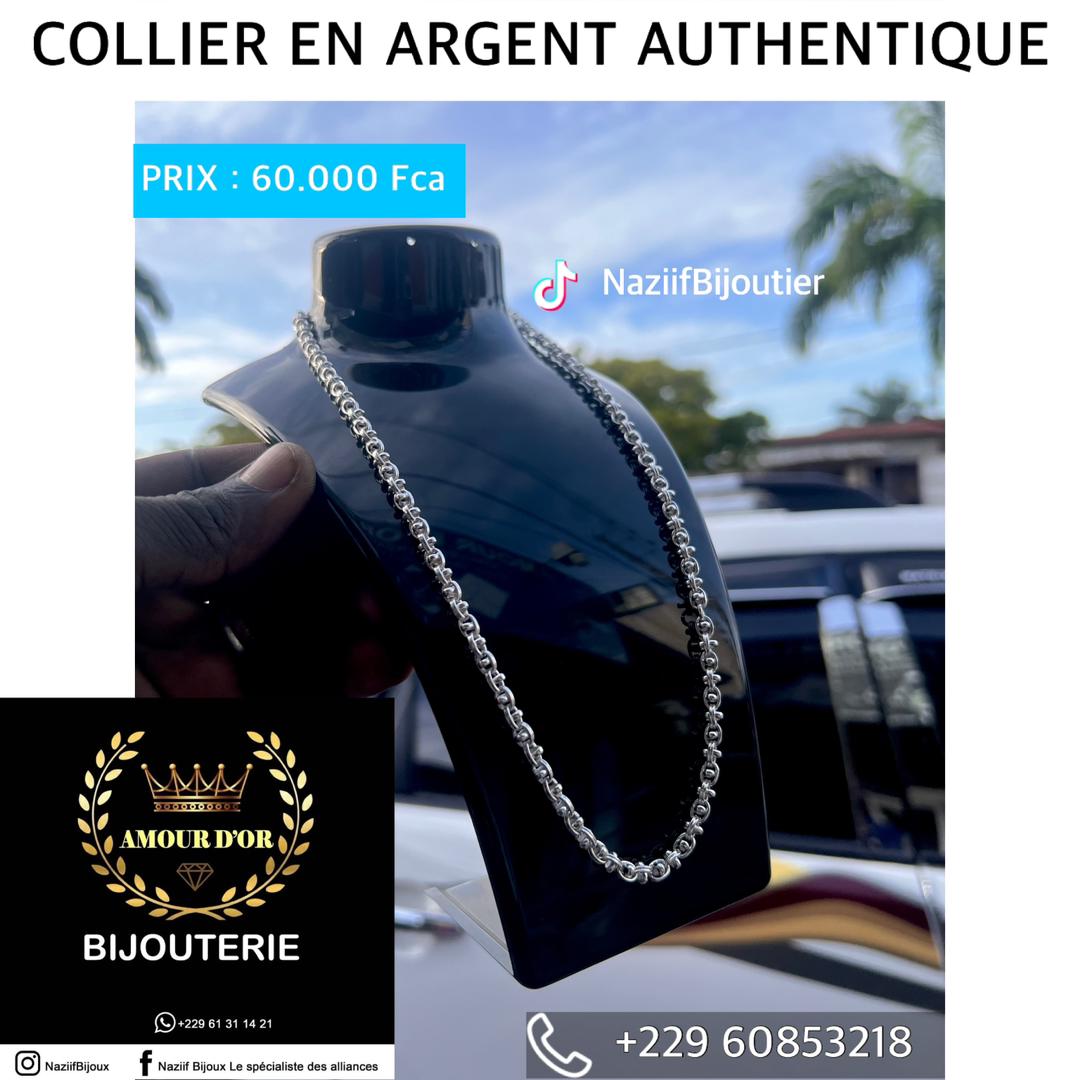 COLLIER EN ARGENT AUTHENTIQUE
PRIX : 60.000 Fca
NaziifBijoutier
AMOUR D'OR
BIJOUTERIE
+229 61 31 14 21
NaziifBijoux
Naziif Bijoux Le spécialiste des alliances
+229 60853218